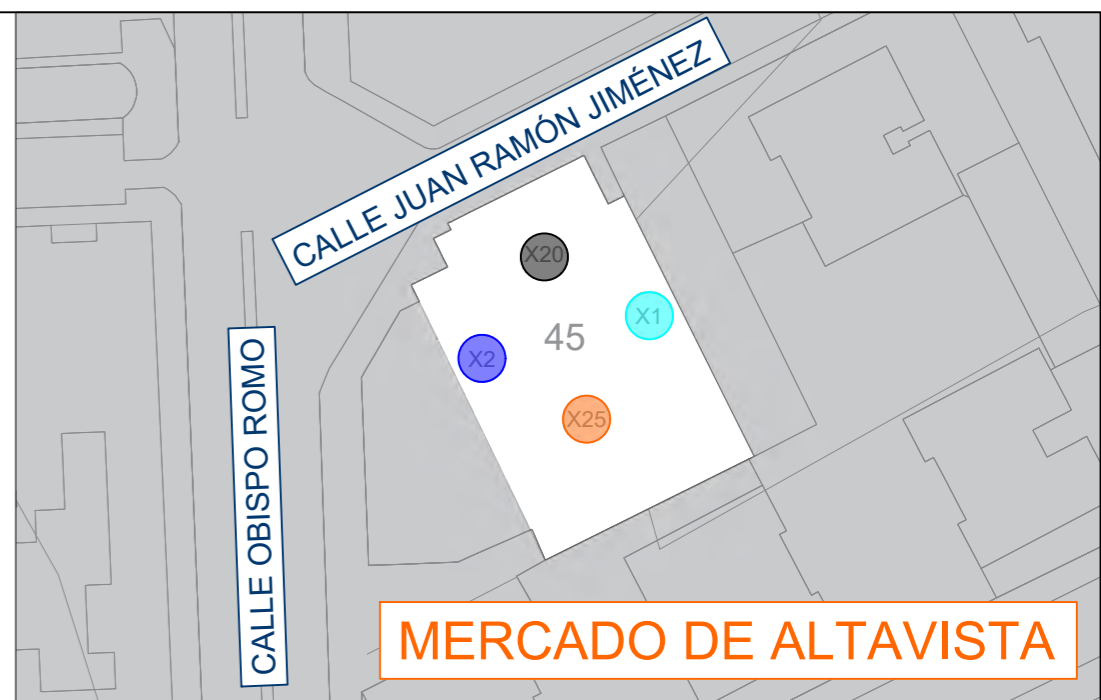 CALLE JUAN RAMÓN JIMÉNEZ
X20
X1
45
X2
X25
CALLE OBISPO ROMO
MERCADO DE ALTAVISTA